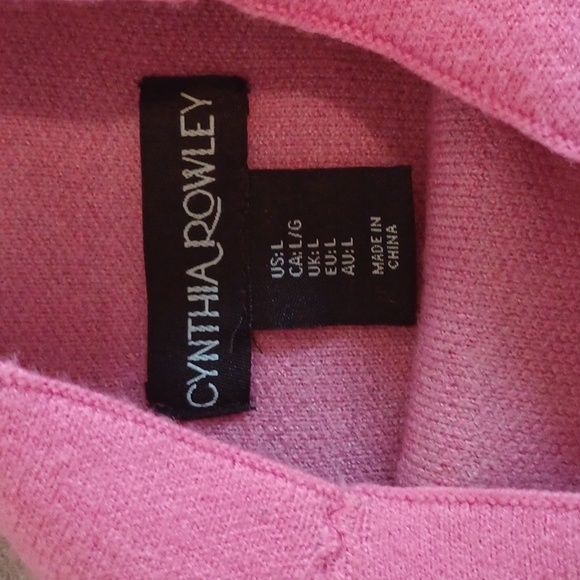 CYNTHIA ROWLEY
US: L
CA: L/G
UK: L
EU: L
AU: L
MADE IN
CHINA